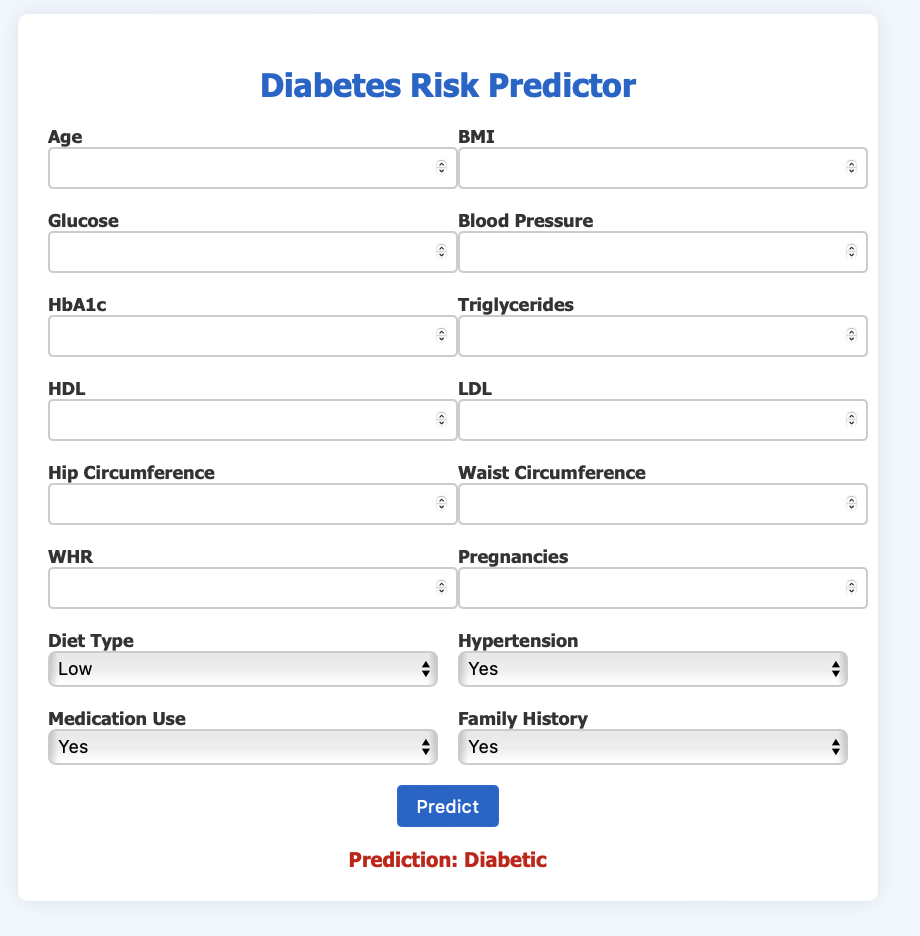 Diabetes Risk Predictor
Age BMI
Glucose Blood Pressure
HbA1c Triglycerides
HDL LDL
Hip Circumference Waist Circumference
WHR Pregnancies
Diet Type Hypertension
Low Yes
Medication Use Family History
Yes Yes
Predict
Prediction: Diabetic